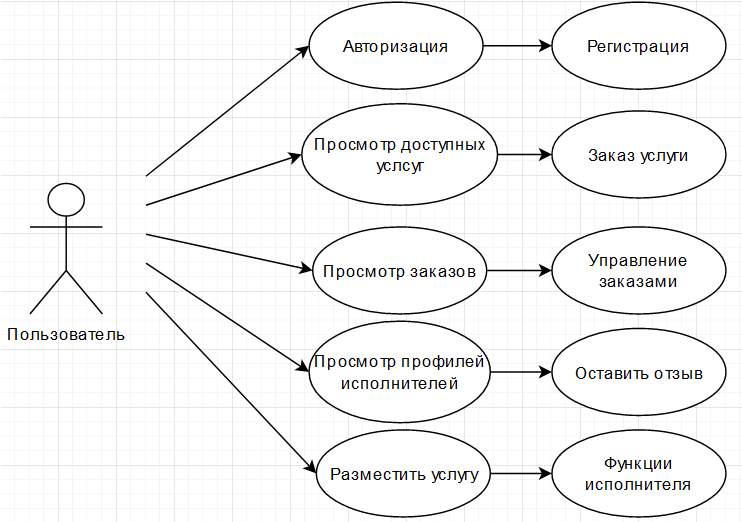 Авторизация
Регистрация
Просмотр доступных
услсуг
Заказ услуги
Просмотр заказов
Управление
заказами
Пользователь
Просмотр профилей
исполнителей
Оставить отзыв
Разместить услугу
Функции
исполнителя